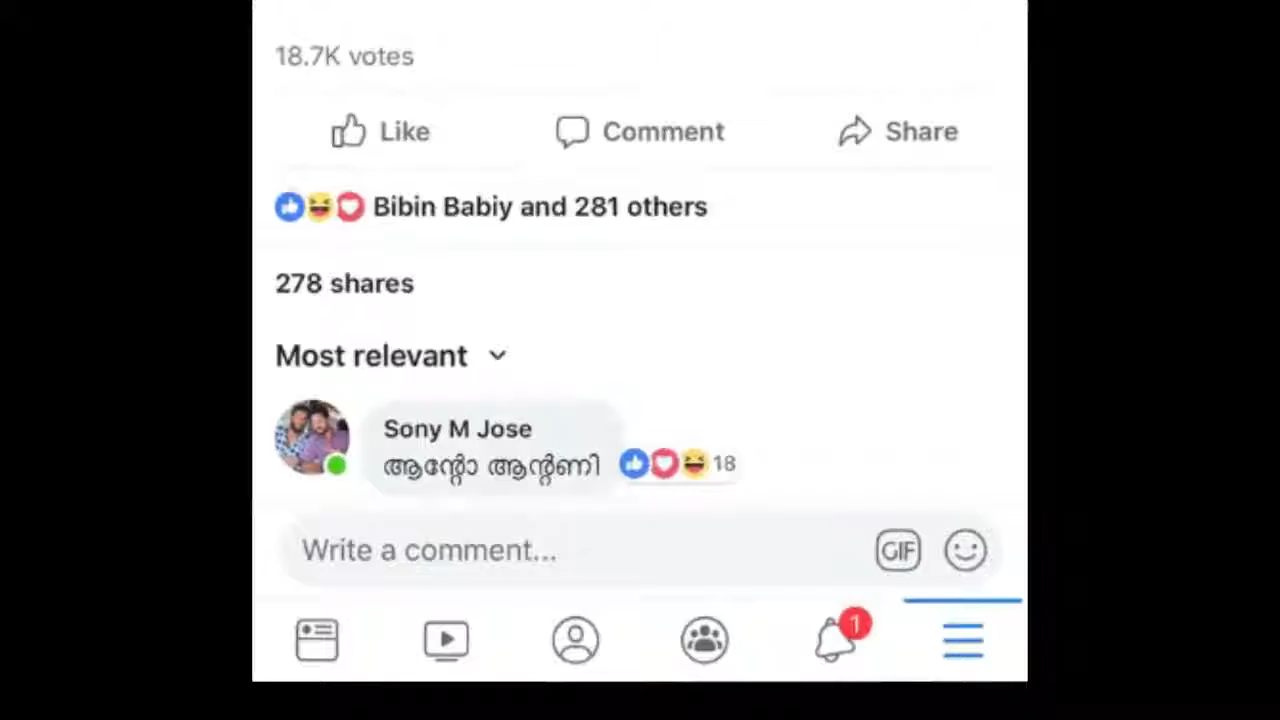 18.7K votes
Like Comment Share
Bibin Babiy and 281 others
278 shares
Most relevant
Sony M Jose
ആന്റോ ആന്റണി
18
Write a comment...
GIF
1